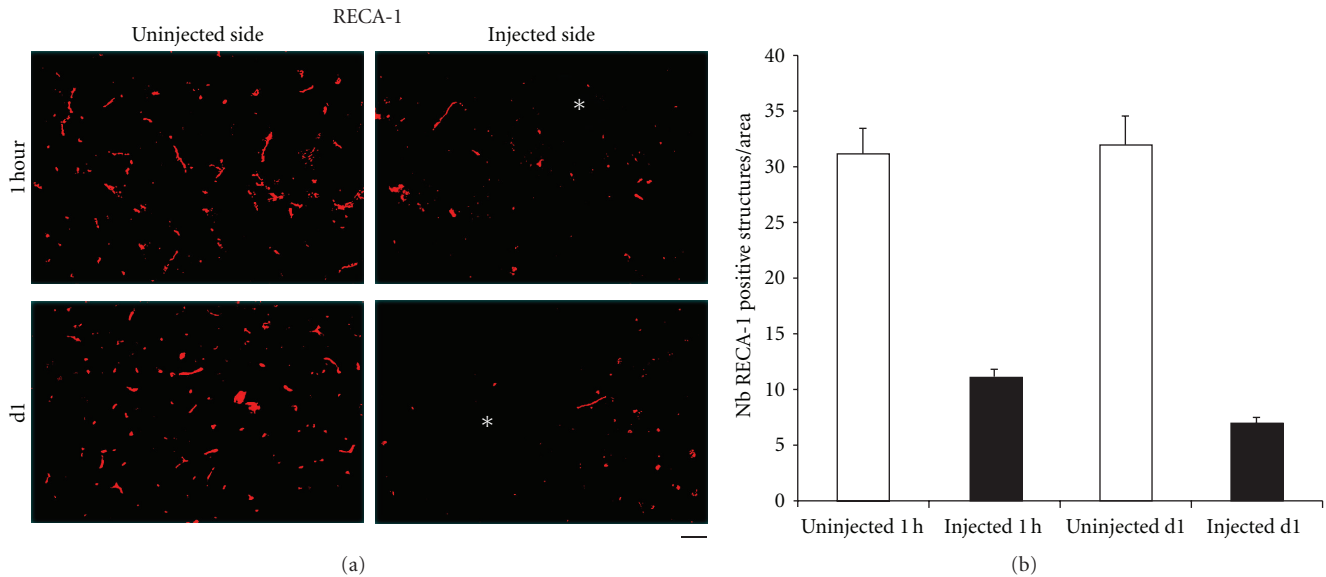 RECA-1
Uninjected side
Injected side
1 hour
*
d1
*
(a)
Nb RECA-1 positive structures/area
40
35
30
25
20
15
10
5
0
Uninjected 1 h
Injected 1 h
Uninjected d1
Injected d1
(b)